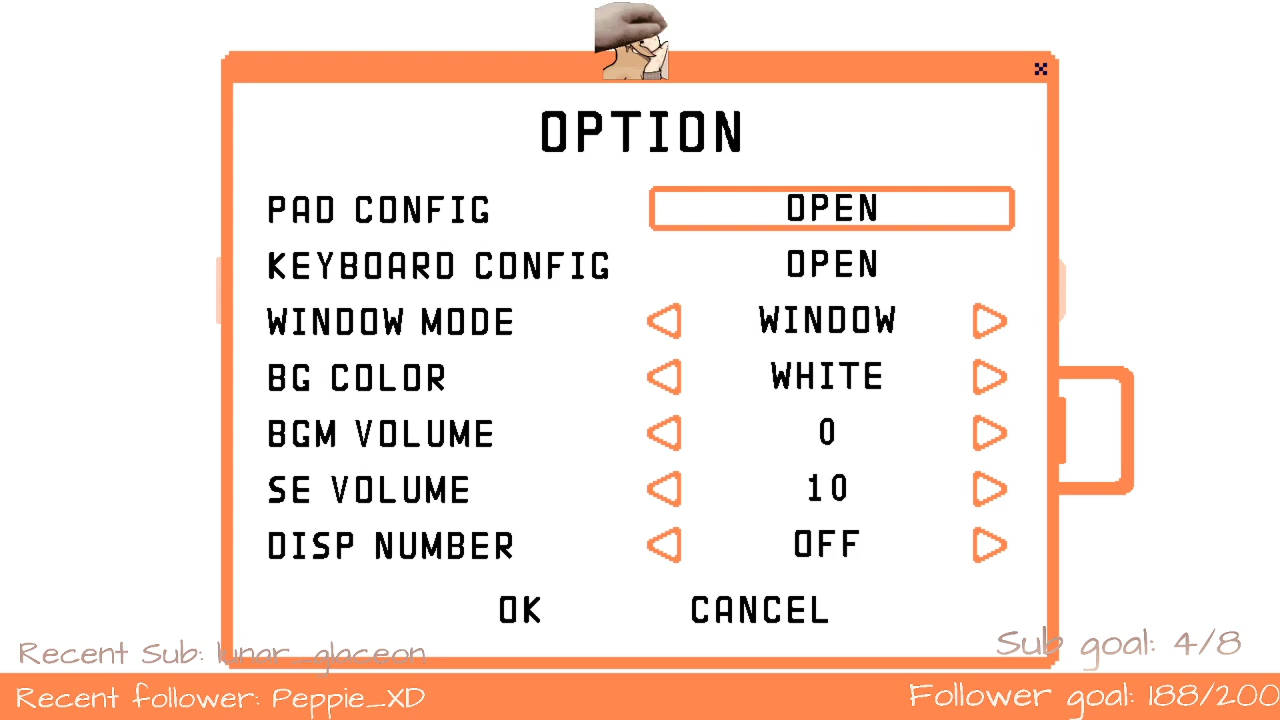 OPTION
PAD CONFIG OPEN
KEYBOARD CONFIG OPEN
WINDOW MODE WINDOW
BG COLOR WHITE
BGM VOLUME 0
SE VOLUME 10
DISP NUMBER OFF
OK CANCEL
Recent Sub: lunar_glaceon
Sub goal: 4/8
Recent follower: Peppie_XD
Follower goal: 188/200